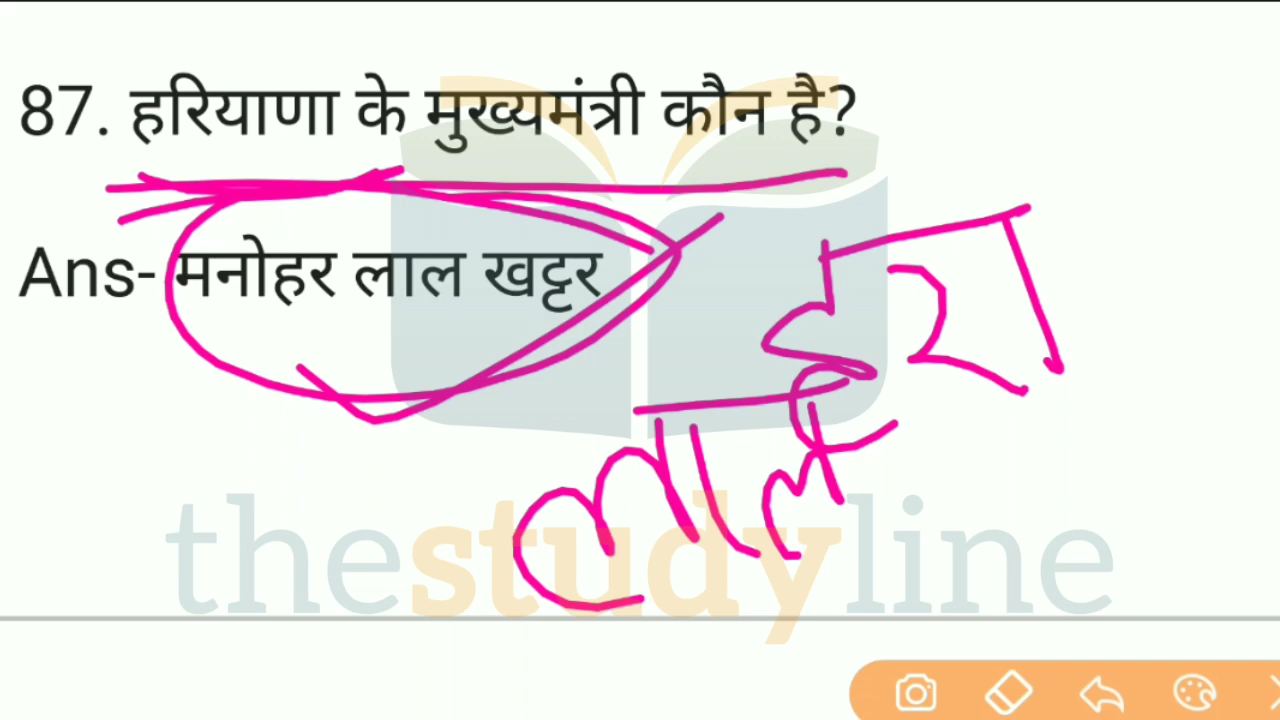 87. हरियाणा के मुख्यमंत्री कौन है?
Ans- मनोहर लाल खट्टर
thestudyline